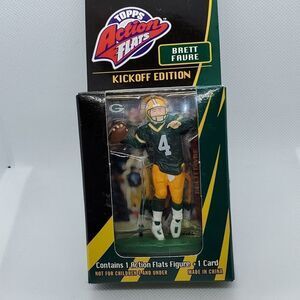 TOPPS
Action
FLATS
BRETT
FAVRE
KICKOFF EDITION
G
4
Contains 1 Action Flats Figure + 1 Card
NOT FOR CHILDREN 4 AND UNDER
MADE IN CHINA